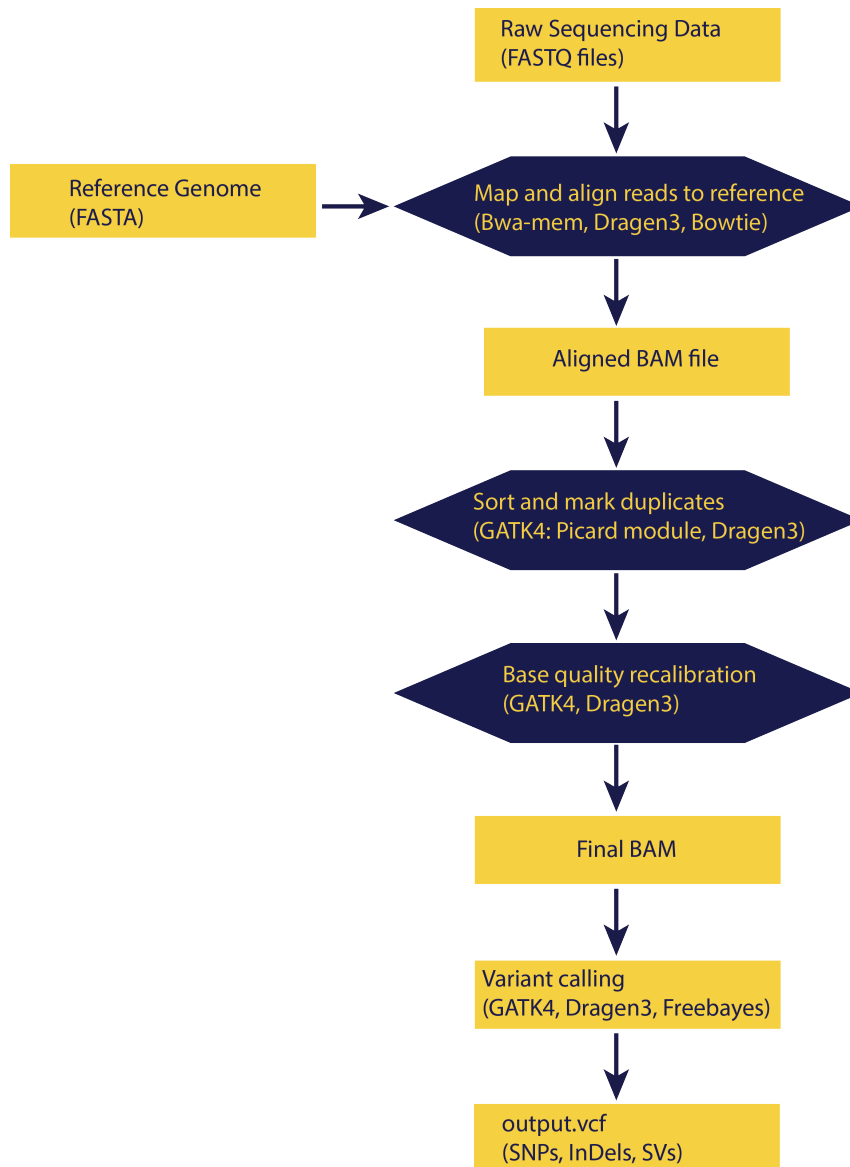 Raw Sequencing Data
(FASTQ files)
Reference Genome
(FASTA)
Map and align reads to reference
(Bwa-mem, Dragen3, Bowtie)
Aligned BAM file
Sort and mark duplicates
(GATK4: Picard module, Dragen3)
Base quality recalibration
(GATK4, Dragen3)
Final BAM
Variant calling
(GATK4, Dragen3, Freebayes)
output.vcf
(SNPs, InDels, SVs)